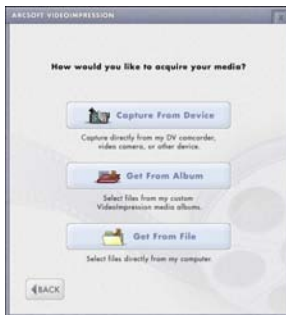 ARCSOFT VIDEOIMPRESSION
X
How would you like to acquire your media?
Capture From Device
Capture directly from my DV camcorder,
video camera, or other device.
Get From Album
Select files from my custom
VideoImpression media albums.
Get From File
Select files directly from my computer
BACK